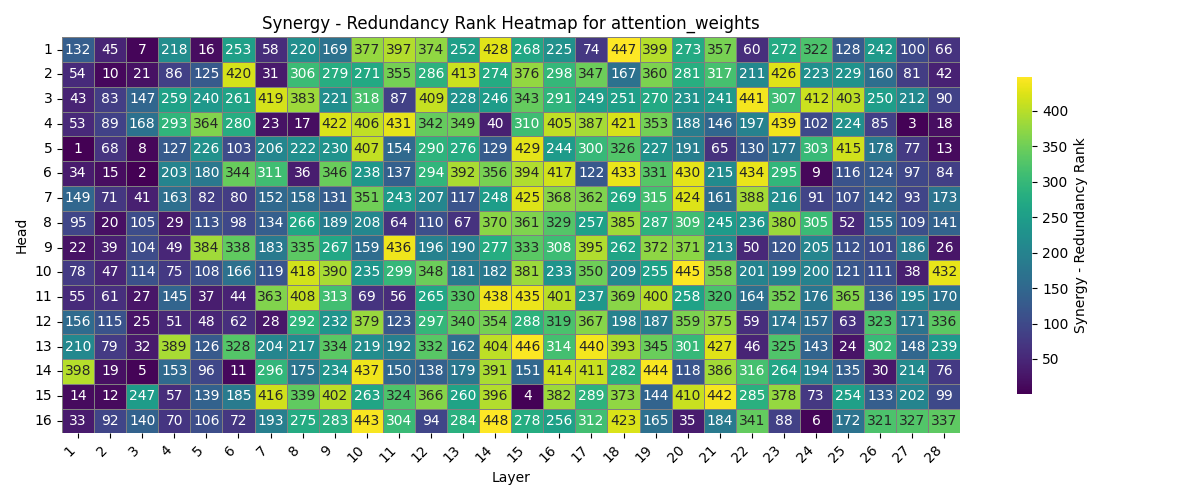 Synergy - Redundancy Rank Heatmap for attention_weights
1 132 45 7 218 16 253 58 220 169 377 397 374 252 428 268 225 74 447 399 273 357 60 272 322 128 242 100 66
2 54 10 21 86 125 420 31 306 279 271 355 286 413 274 376 298 347 167 360 281 317 211 426 223 229 160 81 42
3 43 83 147 259 240 261 419 383 221 318 87 409 228 246 343 291 249 251 270 231 241 441 307 412 403 250 212 90
4 53 89 168 293 364 280 23 17 422 406 431 342 349 40 310 405 387 421 353 188 146 197 439 102 224 85 3 18
5 1 68 8 127 226 103 206 222 230 407 154 290 276 129 429 244 300 326 227 191 65 130 177 303 415 178 77 13
6 34 15 2 203 180 344 311 36 346 238 137 294 392 356 394 417 122 433 331 430 215 434 295 9 116 124 97 84
7 149 71 41 163 82 80 152 158 131 351 243 207 117 248 425 368 362 269 315 424 161 388 216 91 107 142 93 173
8 95 20 105 29 113 98 134 266 189 208 64 110 67 370 361 329 257 385 287 309 245 236 380 305 52 155 109 141
9 22 39 104 49 384 338 183 335 267 159 436 196 190 277 333 308 395 262 372 371 213 50 120 205 112 101 186 26
10 78 47 114 75 108 166 119 418 390 235 299 348 181 182 381 233 350 209 255 445 358 201 199 200 121 111 38 432
11 55 61 27 145 37 44 363 408 313 69 56 265 330 438 435 401 237 369 400 258 320 164 352 176 365 136 195 170
12 156 115 25 51 48 62 28 292 232 379 123 297 340 354 288 319 367 198 187 359 375 59 174 157 63 323 171 336
13 210 79 32 389 126 328 204 217 334 219 192 332 162 404 446 314 440 393 345 301 427 46 325 143 24 302 148 239
14 398 19 5 153 96 11 296 175 234 437 150 138 179 391 151 414 411 282 444 118 386 316 264 194 135 30 214 76
15 14 12 247 57 139 185 416 339 402 263 324 366 260 396 4 382 289 373 144 410 442 285 378 73 254 133 202 99
16 33 92 140 70 106 72 193 275 283 443 304 94 284 448 278 256 312 423 165 35 184 341 88 6 172 321 327 337
1 2 3 4 5 6 7 8 9 10 11 12 13 14 15 16 17 18 19 20 21 22 23 24 25 26 27 28
Layer
Head
400
350
300
250
200
150
100
50
Synergy - Redundancy Rank